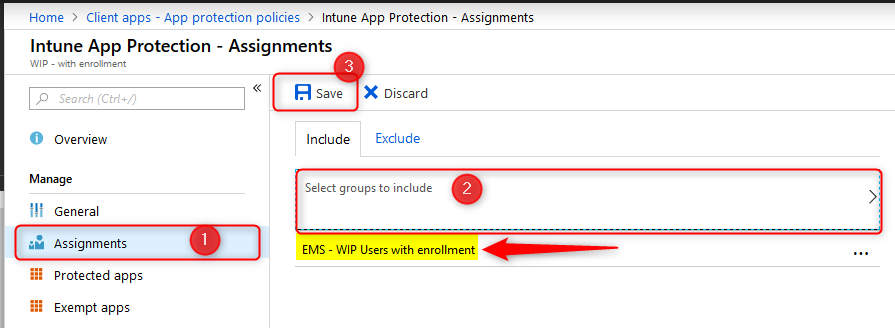 Home > Client apps - App protection policies > Intune App Protection - Assignments
Intune App Protection - Assignments
WIP - with enrollment
Search (Ctrl+/)
«
Overview
Manage
General
Assignments
1
Protected apps
Exempt apps
3
Save
Discard
Include
Exclude
Select groups to include
2
EMS - WIP Users with enrollment
...